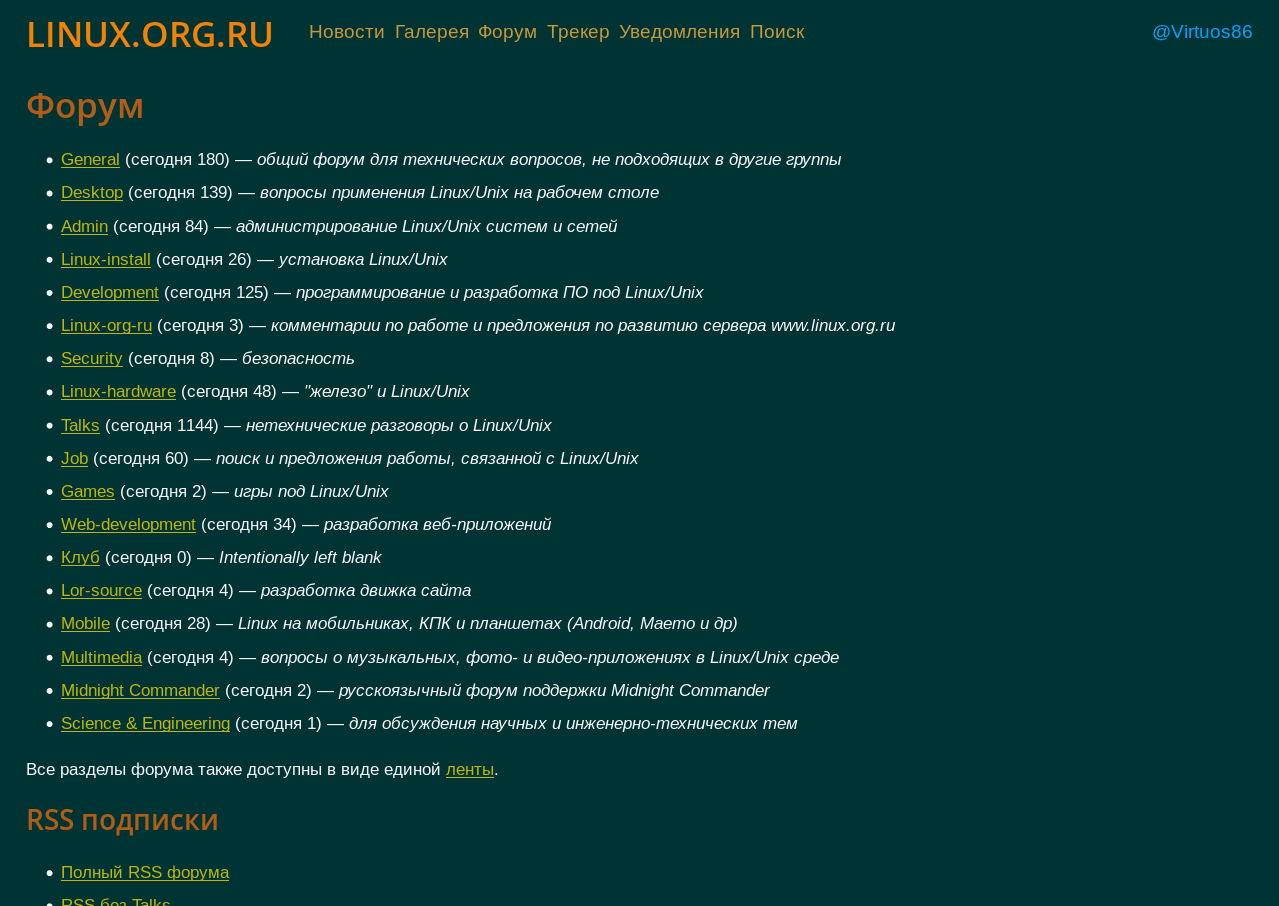 LINUX.ORG.RU Новости Галерея Форум Трекер Уведомления Поиск @Virtuos86
Форум
General (сегодня 180) — общий форум для технических вопросов, не подходящих в другие группы
Desktop (сегодня 139) — вопросы применения Linux/Unix на рабочем столе
Admin (сегодня 84) — администрирование Linux/Unix систем и сетей
Linux-install (сегодня 26) — установка Linux/Unix
Development (сегодня 125) — программирование и разработка ПО под Linux/Unix
Linux-org-ru (сегодня 3) — комментарии по работе и предложения по развитию сервера www.linux.org.ru
Security (сегодня 8) — безопасность
Linux-hardware (сегодня 48) — "железо" и Linux/Unix
Talks (сегодня 1144) — нетехнические разговоры о Linux/Unix
Job (сегодня 60) — поиск и предложения работы, связанной с Linux/Unix
Games (сегодня 2) — игры под Linux/Unix
Web-development (сегодня 34) — разработка веб-приложений
Клуб (сегодня 0) — Intentionally left blank
Lor-source (сегодня 4) — разработка движка сайта
Mobile (сегодня 28) — Linux на мобильниках, КПК и планшетах (Android, Maemo и др)
Multimedia (сегодня 4) — вопросы о музыкальных, фото- и видео-приложениях в Linux/Unix среде
Midnight Commander (сегодня 2) — русскоязычный форум поддержки Midnight Commander
Science & Engineering (сегодня 1) — для обсуждения научных и инженерно-технических тем
Все разделы форума также доступны в виде единой ленты.
RSS подписки
Полный RSS форума
RSS без Talks